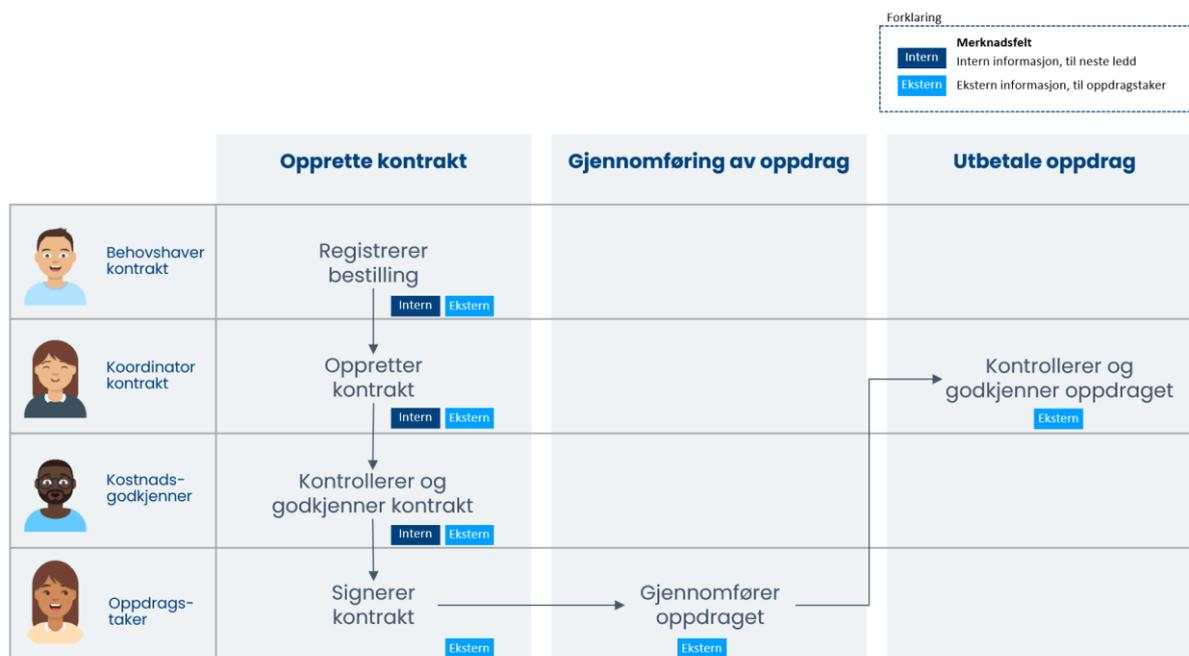 Forklaring
Merknadsfelt
Intern
Intern informasjon, til neste ledd
Ekstern
Ekstern informasjon, til oppdragstaker
Opprette kontrakt
Gjennomføring av oppdrag
Utbetale oppdrag
Behovshaver
kontrakt
Registrerer
bestilling
Intern
Ekstern
Koordinator
kontrakt
Oppretter
kontrakt
Intern
Ekstern
Kontrollerer og
godkjenner oppdraget
Ekstern
Kostnads-
godkjenner
Kontrollerer og
godkjenner kontrakt
Intern
Ekstern
Oppdrags-
taker
Signerer
kontrakt
Ekstern
Gjennomfører
oppdraget
Ekstern